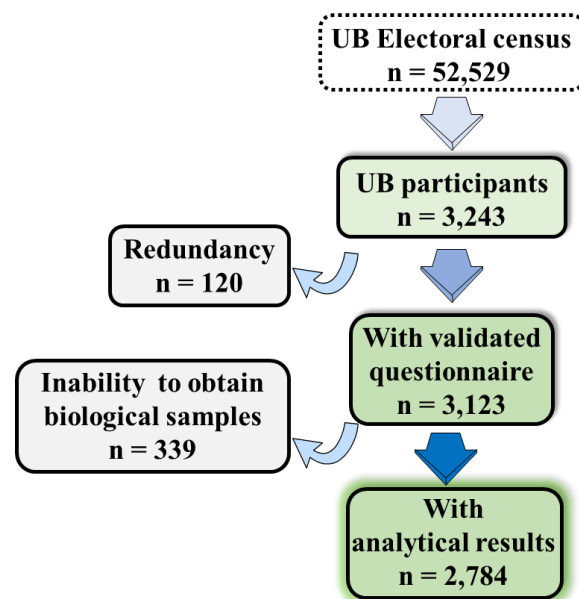 UB Electoral census
n = 52,529
UB participants
n = 3,243
Redundancy
n = 120
With validated
questionnaire
n = 3,123
Inability to obtain
biological samples
n = 339
With
analytical results
n = 2,784